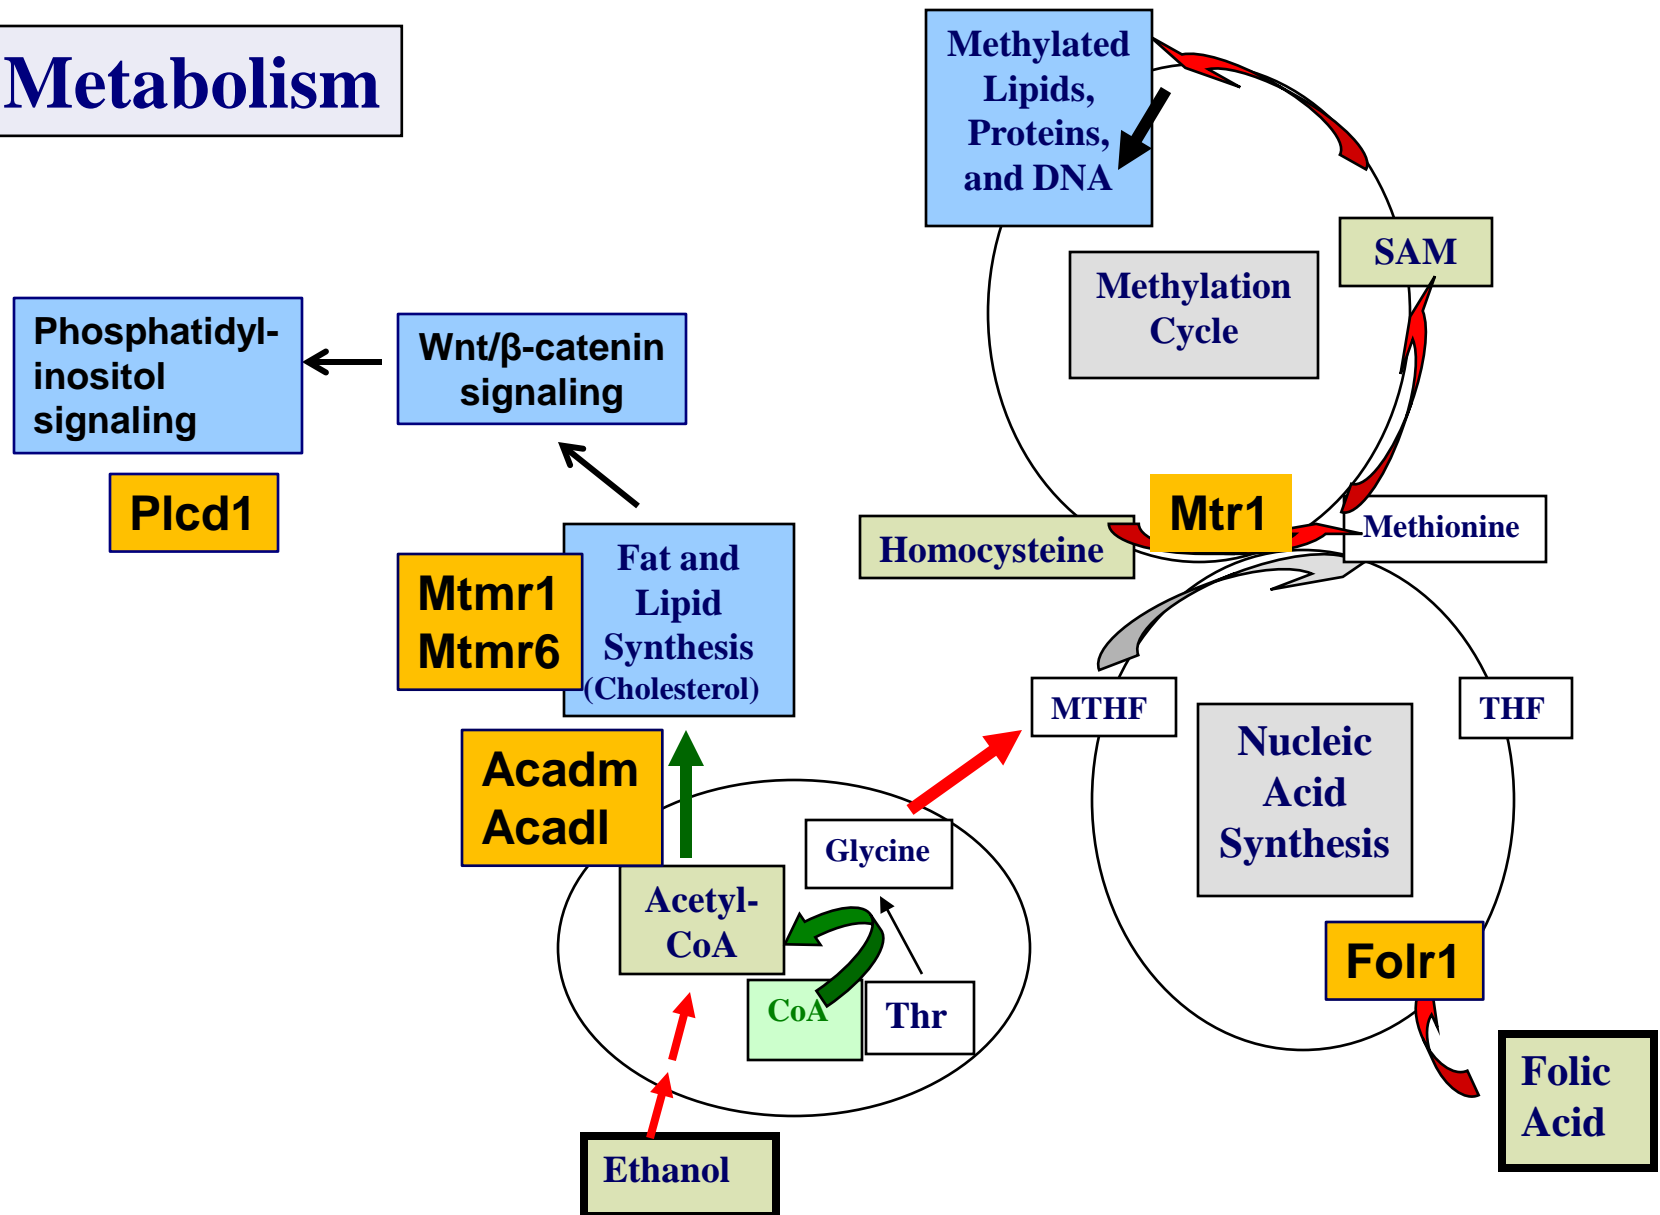 Metabolism
Methylated
Lipids,
Proteins,
and DNA
SAM
Methylation
Cycle
Phosphatidyl-
inositol
signaling
Wnt/β-catenin
signaling
Plcd1
Mtr1
Methionine
Homocysteine
Mtmr1
Mtmr6
Fat and
Lipid
Synthesis
(Cholesterol)
MTHF
THF
Nucleic
Acid
Synthesis
Acadm
Acadl
Glycine
Acetyl-
CoA
CoA
Thr
Folr1
Folic
Acid
Ethanol